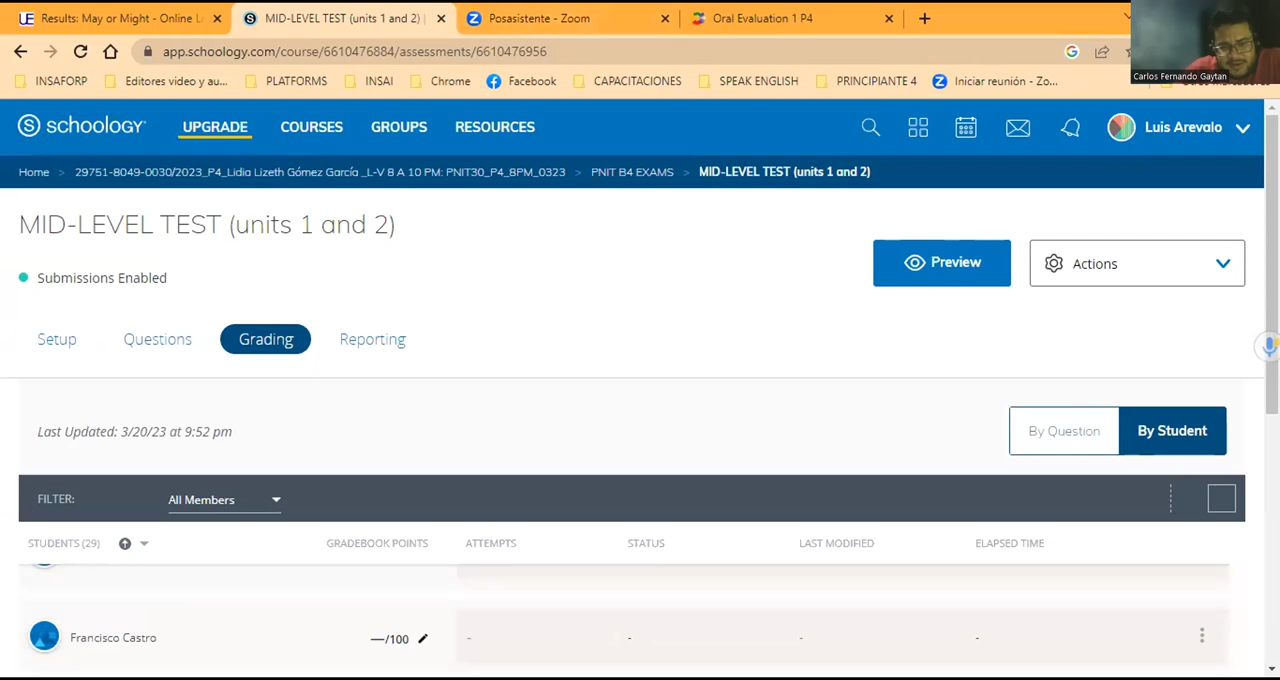 Results: May or Might - Online L
MID-LEVEL TEST (units 1 and 2) |
Posasistente - Zoom
Oral Evaluation 1 P4
app.schoology.com/course/6610476884/assessments/6610476956
Carlos Fernando Gaytan
INSAFORP
Editores video y au...
PLATFORMS
INSAI
Chrome
Facebook
CAPACITACIONES
SPEAK ENGLISH
PRINCIPIANTE 4
Iniciar reunión - Zo...
schoology
UPGRADE
COURSES
GROUPS
RESOURCES
Luis Arevalo
Home > 29751-8049-0030/2023_P4_Lidia Lizeth Gómez García _L-V 8 A 10 PM: PNIT30_P4_8PM_0323 > PNIT B4 EXAMS > MID-LEVEL TEST (units 1 and 2)
MID-LEVEL TEST (units 1 and 2)
Submissions Enabled
Preview
Actions
Setup
Questions
Grading
Reporting
Last Updated: 3/20/23 at 9:52 pm
By Question
By Student
FILTER:
All Members
STUDENTS (29)
GRADEBOOK POINTS
ATTEMPTS
STATUS
LAST MODIFIED
ELAPSED TIME
Francisco Castro
—/100
-
-
-
-